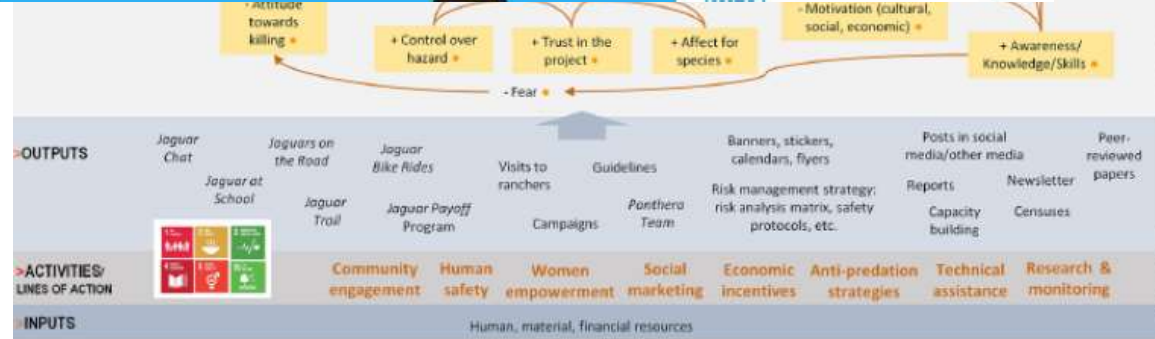 - Attitude
towards
killing
- Motivation (cultural,
social, economic)
+ Control over
hazard
+ Trust in the
project
+ Affect for
species
+ Awareness/
Knowledge/Skills
- Fear
>OUTPUTS
Jaguar
Chat
Jaguars on
the Road
Jaguar
Bike Rides
Jaguar at
School
Jaguar
Trail
Jaguar Payoff
Program
Visits to
ranchers
Guidelines
Campaigns
Panthera
Team
Banners, stickers,
calendars, flyers
Risk management strategy:
risk analysis matrix, safety
protocols, etc.
Posts in social
media/other media
Peer-
reviewed
papers
Reports
Newsletter
Capacity
building
Censuses
>ACTIVITIES/
LINES OF ACTION
Community
engagement
Human
safety
Women
empowerment
Social
marketing
Economic
incentives
Anti-predation
strategies
Technical
assistance
Research &
monitoring
>INPUTS
Human, material, financial resources